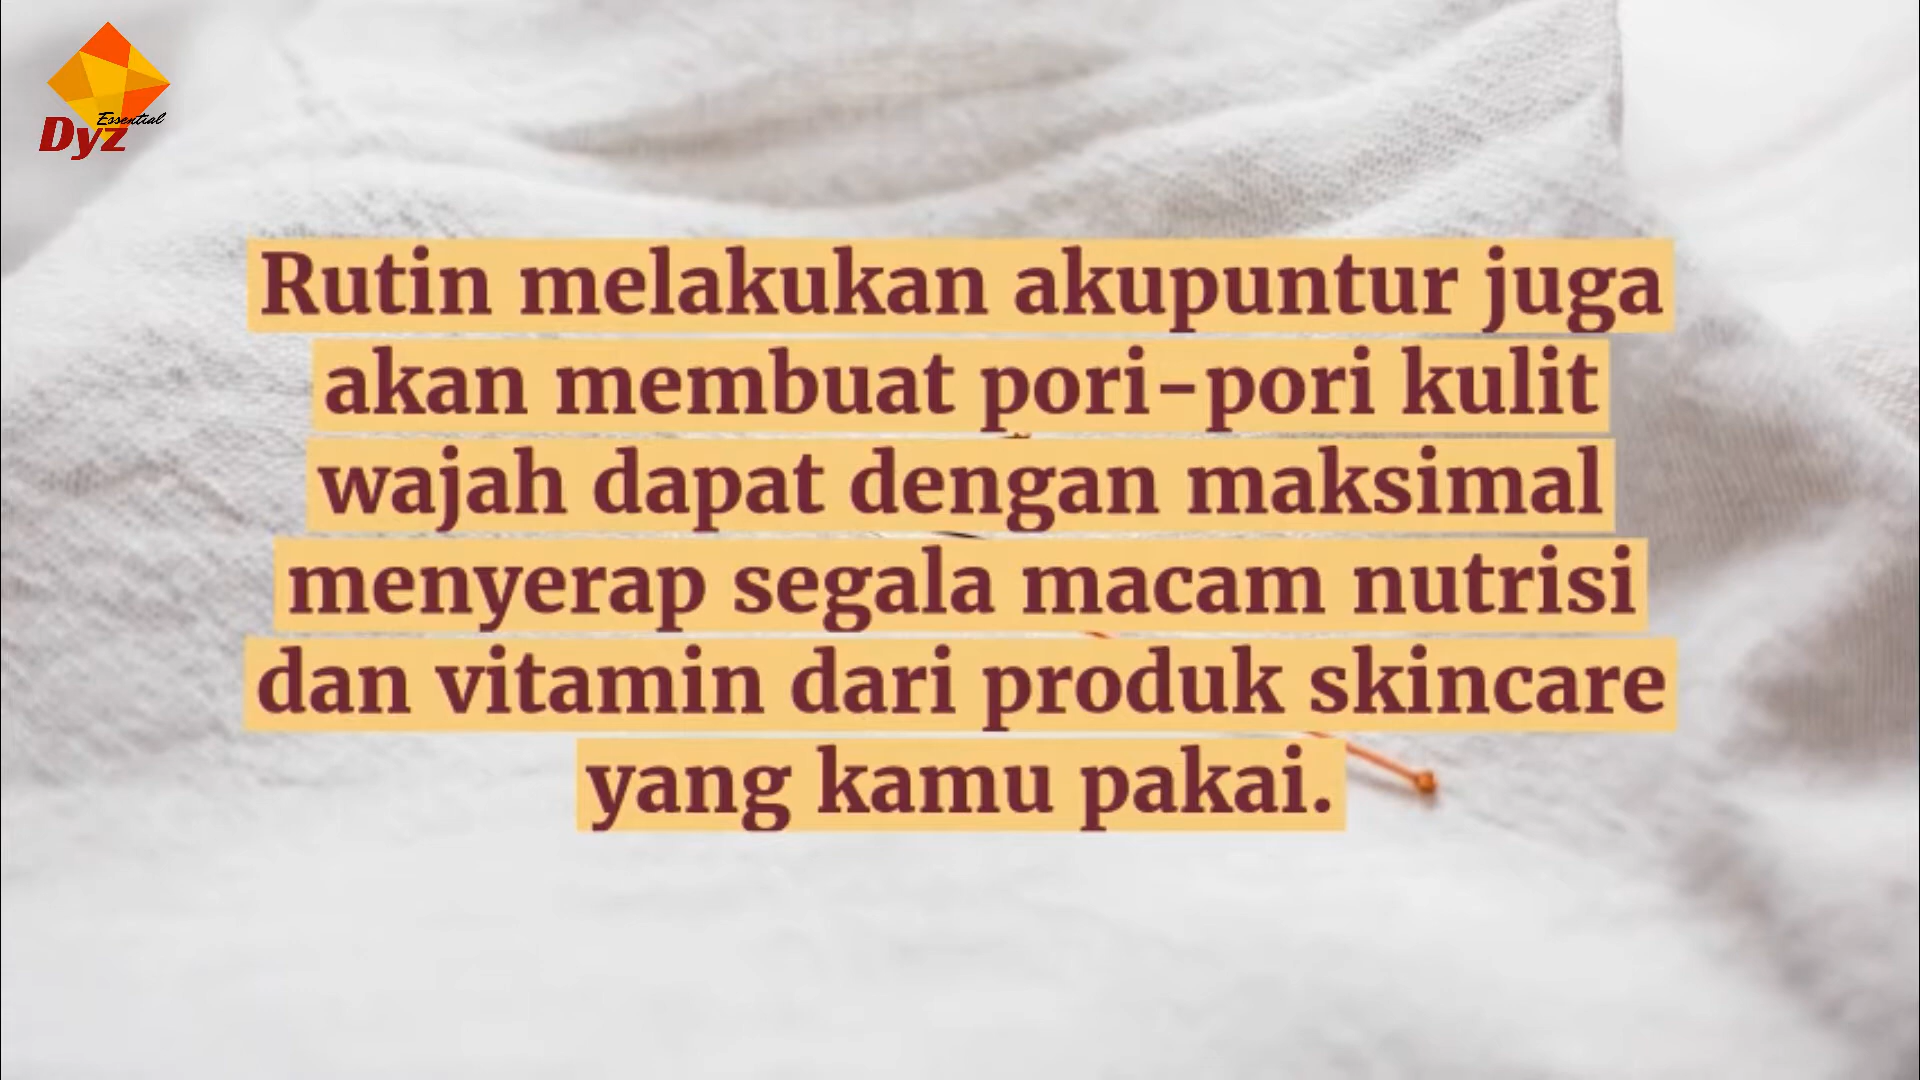 Essential
Dyz
Rutin melakukan akupuntur juga
akan membuat pori-pori kulit
wajah dapat dengan maksimal
menyerap segala macam nutrisi
dan vitamin dari produk skincare
yang kamu pakai.